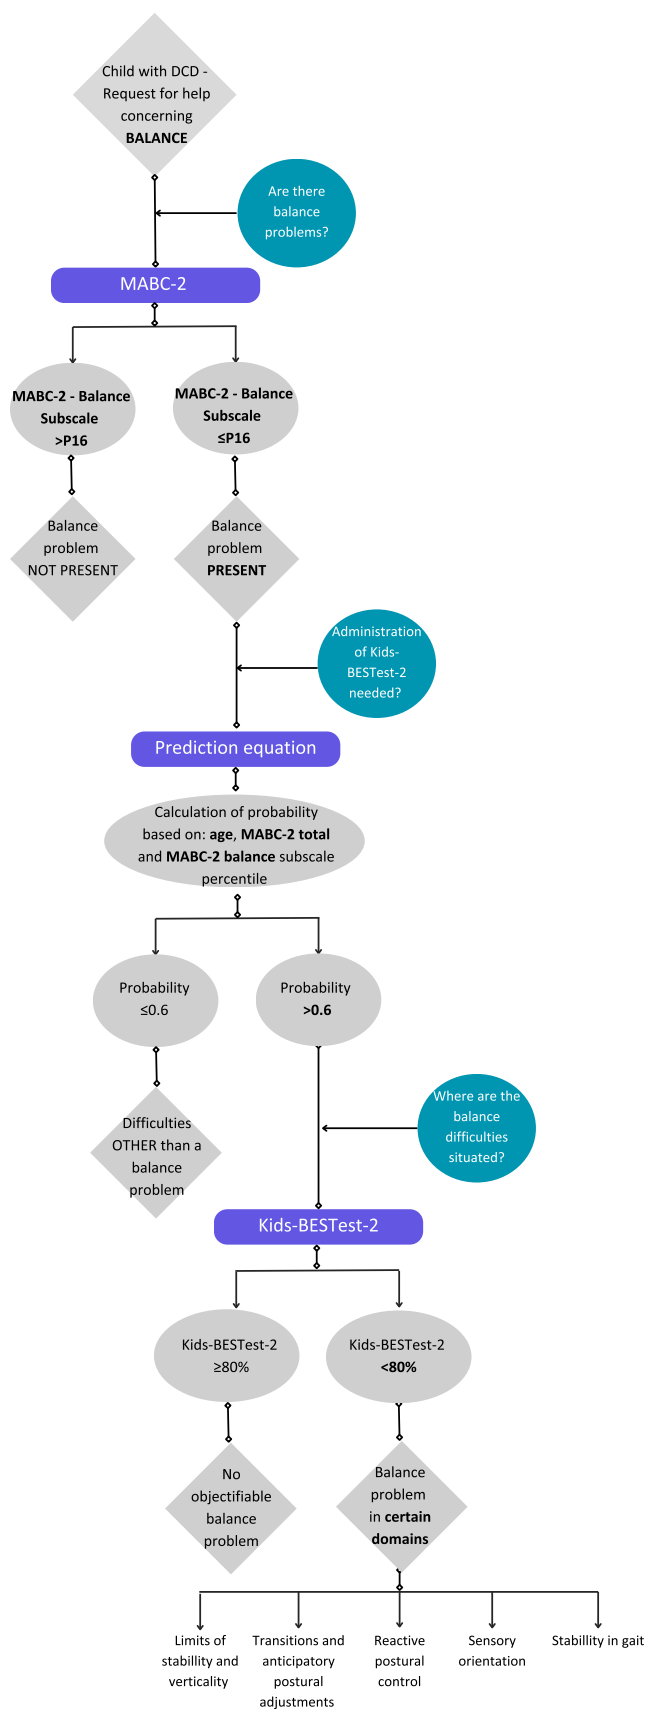 Child with DCD -
Request for help
concerning
BALANCE
Are there
balance
problems?
MABC-2
MABC-2 - Balance
Subscale
>P16
MABC-2 - Balance
Subscale
≤P16
Balance
problem
NOT PRESENT
Balance
problem
PRESENT
Administration
of Kids-
BESTest-2
needed?
Prediction equation
Calculation of probability
based on: age, MABC-2 total
and MABC-2 balance subscale
percentile
Probability
≤0.6
Probability
>0.6
Difficulties
OTHER than a
balance
problem
Where are the
balance
difficulties
situated?
Kids-BESTest-2
Kids-BESTest-2
≥80%
Kids-BESTest-2
<80%
No
objectifiable
balance
problem
Balance
problem
in certain
domains
Limits of
stabillity and
verticality
Transitions and
anticipatory
postural
adjustments
Reactive
postural
control
Sensory
orientation
Stabillity in gait